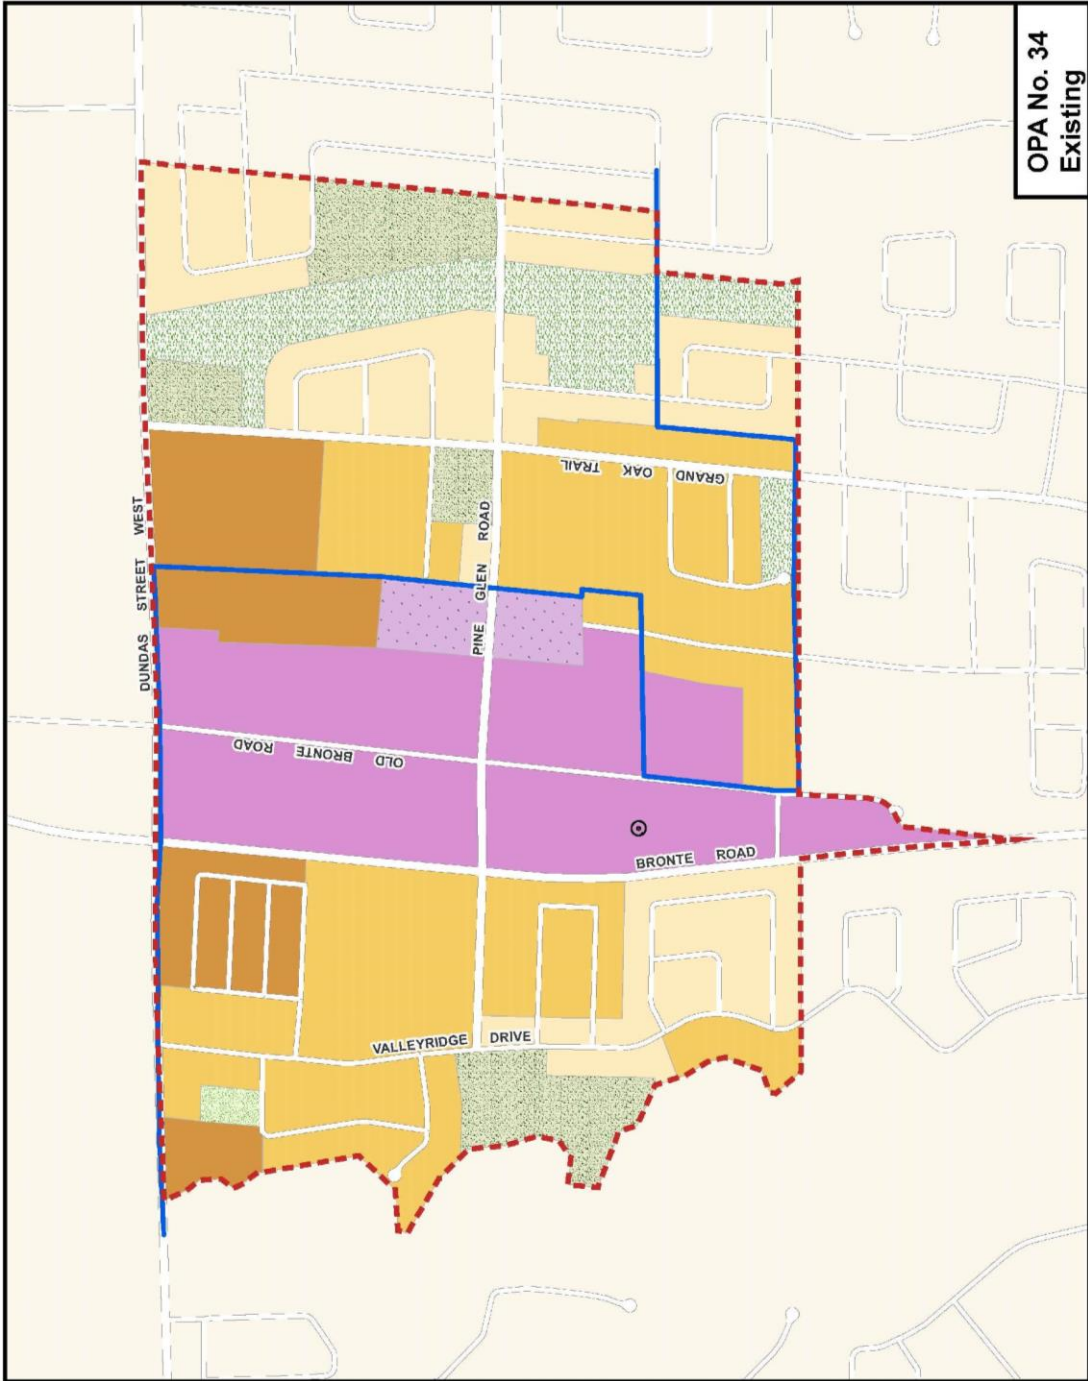 OPA No. 34
Existing
DUNDAS STREET WEST
GRAND OAK TRAIL
PINE GLEN ROAD
OLD BRONTE ROAD
BRONTE ROAD
VALLEYRIDGE DRIVE